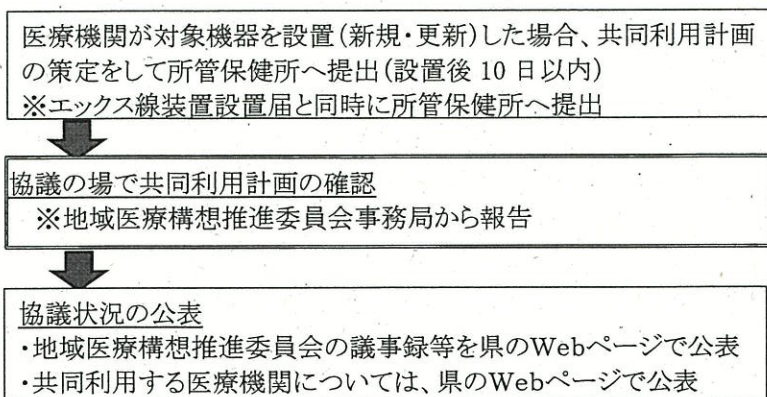 医療機関が対象機器を設置(新規・更新)した場合、共同利用計画
の策定をして所管保健所へ提出(設置後 10 日以内)
※エックス線装置設置届と同時に所管保健所へ提出
協議の場で共同利用計画の確認
※地域医療構想推進委員会事務局から報告
協議状況の公表
・地域医療構想推進委員会の議事録等を県のWebページで公表
・共同利用する医療機関については、県のWebページで公表